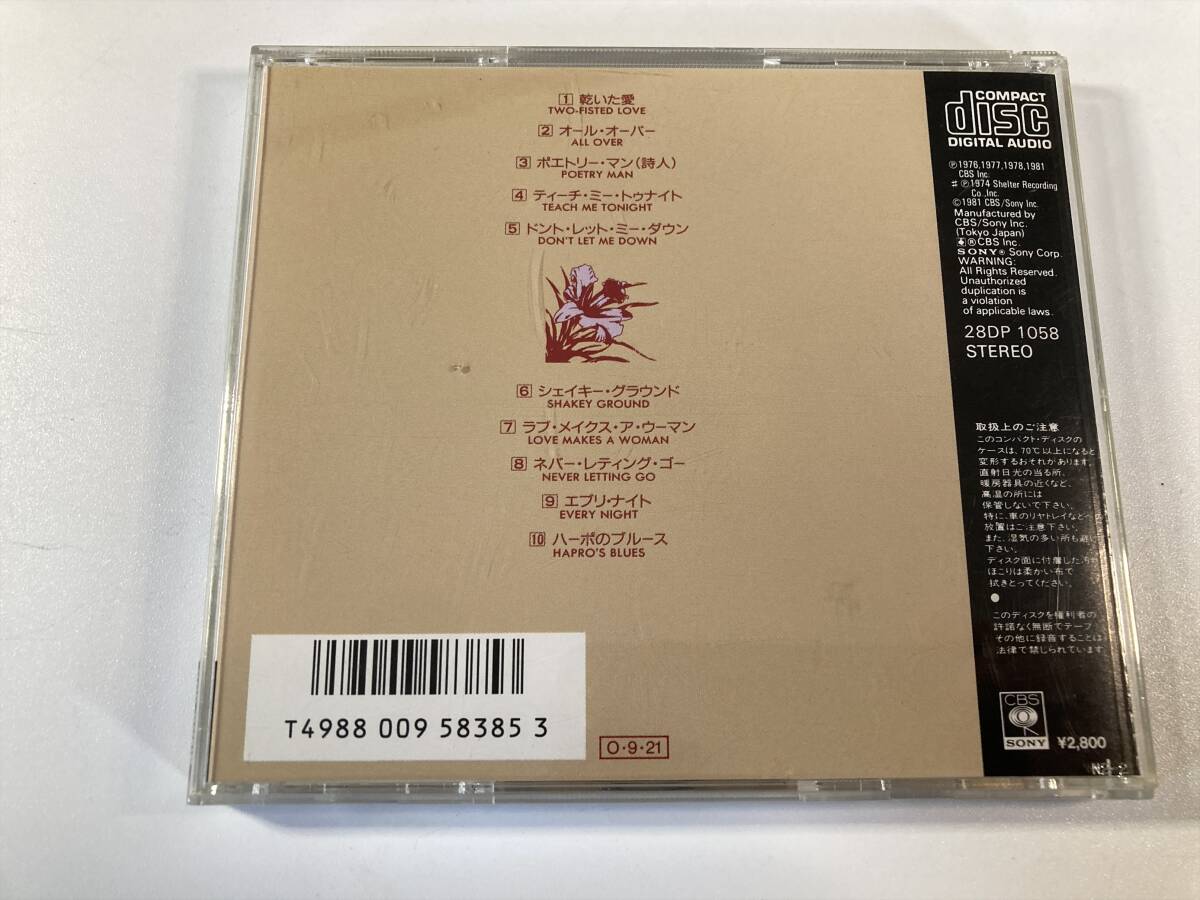 1 乾いた愛
TWO-FISTED LOVE
2 オール・オーバー
ALL OVER
3 ポエトリー・マン(詩人)
POETRY MAN
4 ティーチ・ミー・トゥナイト
TEACH ME TONIGHT
5 ドント・レット・ミー・ダウン
DON'T LET ME DOWN
6 シェイキー・グラウンド
SHAKEY GROUND
7 ラブ・メイクス・ア・ウーマン
LOVE MAKES A WOMAN
8 ネバー・レティング・ゴー
NEVER LETTING GO
9 エブリ・ナイト
EVERY NIGHT
10 ハーポのブルース
HAPRO'S BLUES
T4988 009 58385 3
O・9・21
COMPACT
disc
DIGITAL AUDIO
℗1976,1977,1978,1981
CBS Inc.
♯℗1974 Shelter Recording
Co.,Inc.
©1981 CBS/Sony Inc.
Manufactured by
CBS/Sony Inc.
(Tokyo Japan)
®CBS Inc.
SONY® Sony Corp.
WARNING:
All Rights Reserved.
Unauthorized
duplication is
a violation
of applicable laws.
28DP 1058
STEREO
取扱上のご注意
このコンパクト・ディスクの
ケースは、70℃以上になると
変形するおそれがあります。
直射日光の当る所、
暖房器具の近くなど、
高温の所には
保管しないで下さい。
特に、車のリヤトレイなどへの
放置はご注意下さい。
また、湿気の多い所も避け
下さい。
ディスク面に付着した汚れ
ほこりは柔かい布で
拭きとってください。
●
このディスクを権利者の
許諾なく無断でテープ
その他に録音することは
法律で禁じられています
CBS
SONY
¥2,800